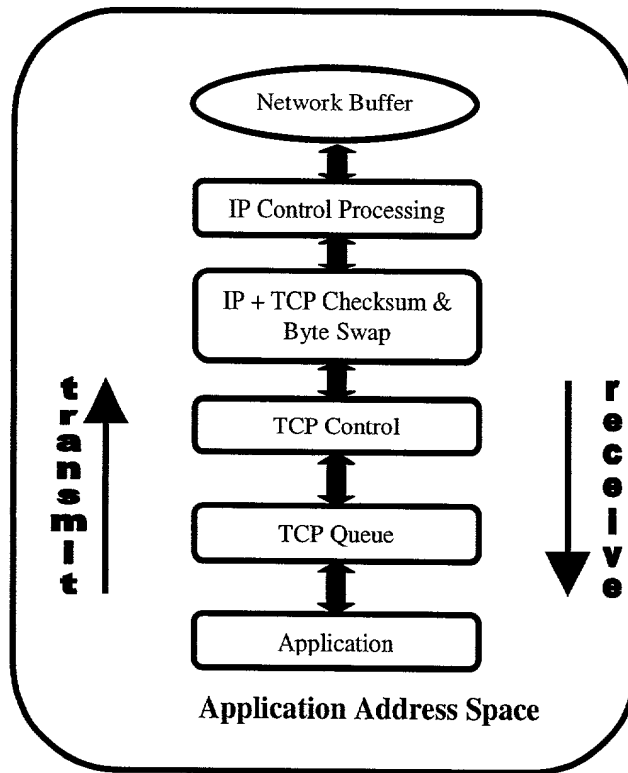 Network Buffer
IP Control Processing
IP + TCP Checksum &
Byte Swap
TCP Control
TCP Queue
Application
transmit
receive
Application Address Space